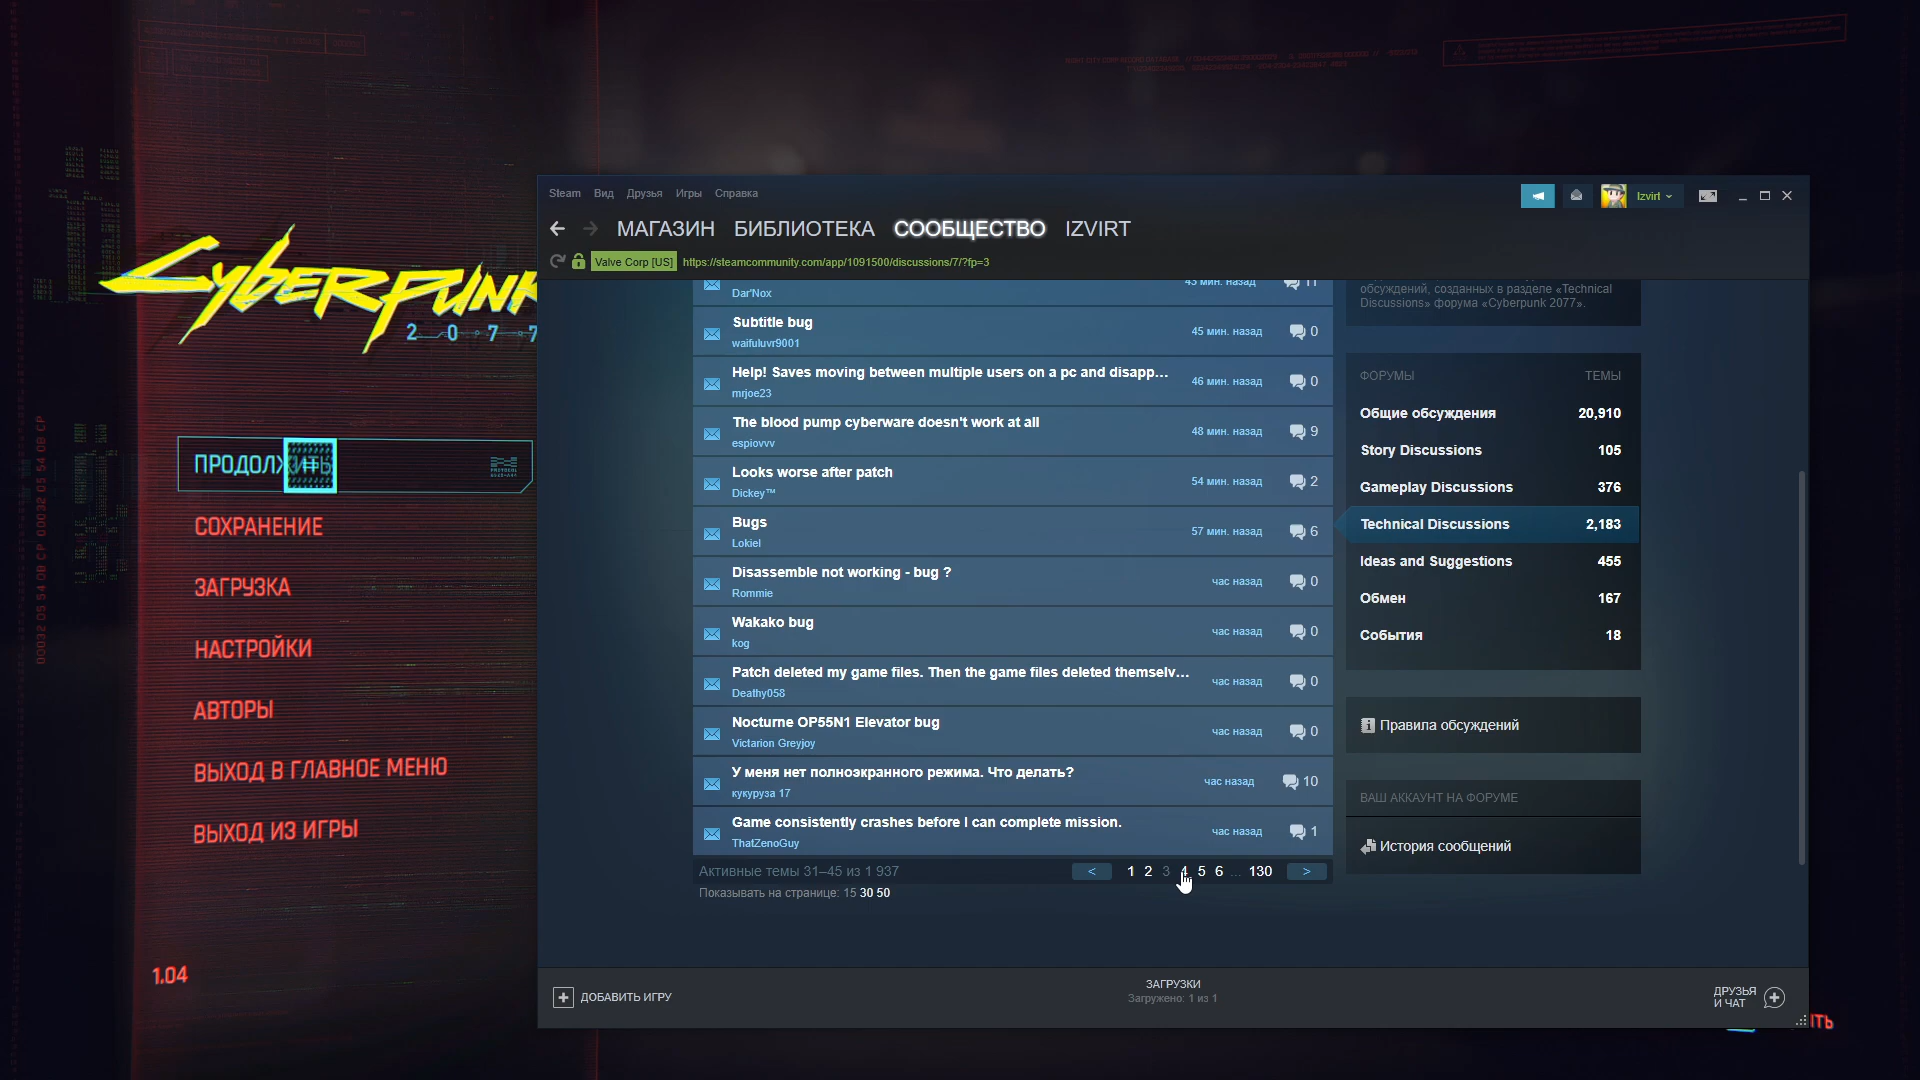 Steam Вид Друзья Игры Справка
Izvirt
МАГАЗИН БИБЛИОТЕКА СООБЩЕСТВО IZVIRT
Valve Corp [US] https://steamcommunity.com/app/1091500/discussions/7/?fp=3
CYBERPUNK
2077
ПРОДОЛЖИТЬ
СОХРАНЕНИЕ
ЗАГРУЗКА
НАСТРОЙКИ
АВТОРЫ
ВЫХОД В ГЛАВНОЕ МЕНЮ
ВЫХОД ИЗ ИГРЫ
1.04
43 мин. назад 11
Dar'Nox
Subtitle bug
waifuluvr9001
45 мин. назад 0
Help! Saves moving between multiple users on a pc and disapp...
mrjoe23
46 мин. назад 0
The blood pump cyberware doesn't work at all
espiovvv
48 мин. назад 9
Looks worse after patch
Dickey™
54 мин. назад 2
Bugs
Lokiel
57 мин. назад 6
Disassemble not working - bug ?
Rommie
час назад 0
Wakako bug
kog
час назад 0
Patch deleted my game files. Then the game files deleted themselv...
Deathy058
час назад 0
Nocturne OP55N1 Elevator bug
Victarion Greyjoy
час назад 0
У меня нет полноэкранного режима. Что делать?
кукуруза 17
час назад 10
Game consistently crashes before I can complete mission.
ThatZenoGuy
час назад 1
Активные темы 31–45 из 1 937
< 1 2 3 4 5 6 ... 130 >
Показывать на странице: 15 30 50
обсуждений, созданных в разделе «Technical
Discussions» форума «Cyberpunk 2077».
ФОРУМЫ ТЕМЫ
Общие обсуждения 20,910
Story Discussions 105
Gameplay Discussions 376
Technical Discussions 2,183
Ideas and Suggestions 455
Обмен 167
События 18
Правила обсуждений
ВАШ АККАУНТ НА ФОРУМЕ
История сообщений
ДОБАВИТЬ ИГРУ
ЗАГРУЗКИ
Загружено: 1 из 1
ДРУЗЬЯ
И ЧАТ